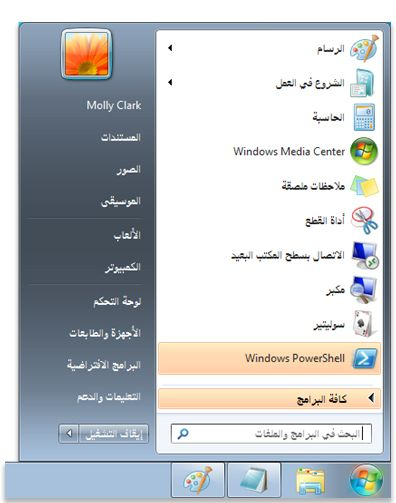 الرسام
الشروع في العمل
الحاسبة
Windows Media Center
ملاحظات ملصقة
أداة القطع
الاتصال بسطح المكتب البعيد
مكبر
سوليتير
Windows PowerShell
كافة البرامج
البحث في البرامج والملفات
Molly Clark
المستندات
الصور
الموسيقى
الألعاب
الكمبيوتر
لوحة التحكم
الأجهزة والطابعات
البرامج الافتراضية
التعليمات والدعم
إيقاف التشغيل